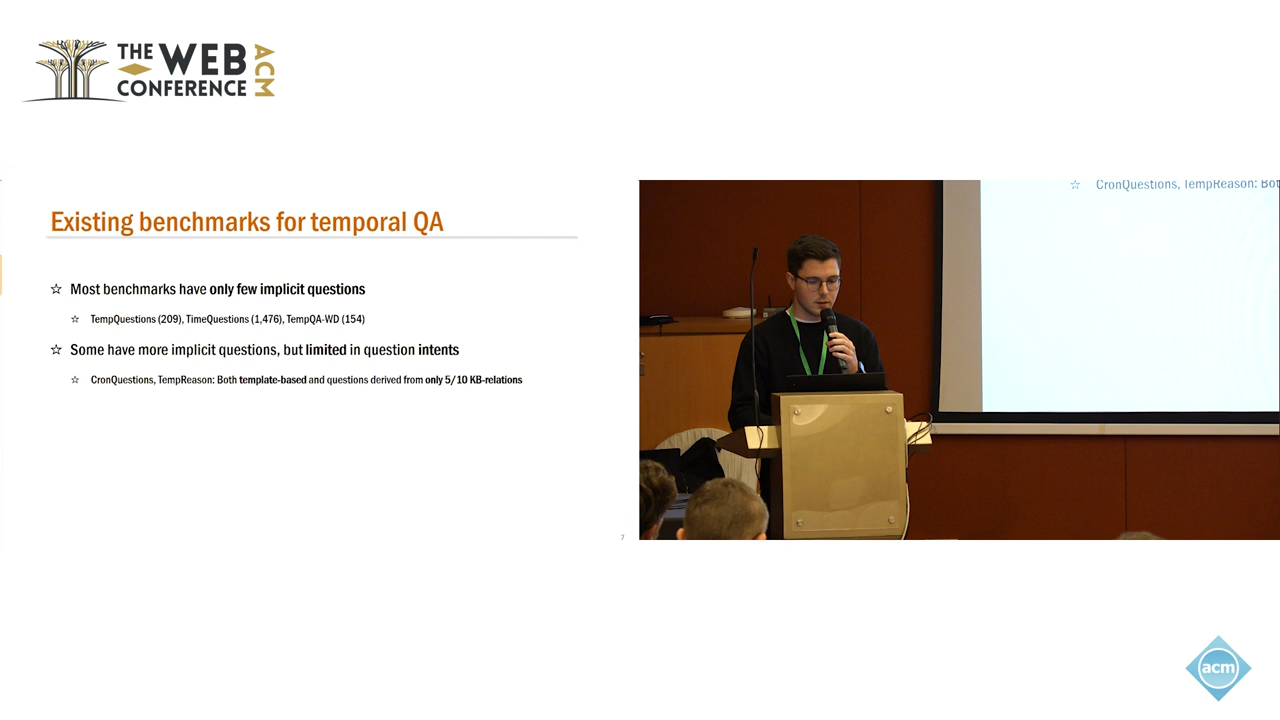 THE WEB
CONFERENCE
ACM
Existing benchmarks for temporal QA
☆ Most benchmarks have only few implicit questions
☆ TempQuestions (209), TimeQuestions (1,476), TempQA-WD (154)
☆ Some have more implicit questions, but limited in question intents
☆ CronQuestions, TempReason: Both template-based and questions derived from only 5/10 KB-relations
7
☆ CronQuestions, TempReason: Bot
acm